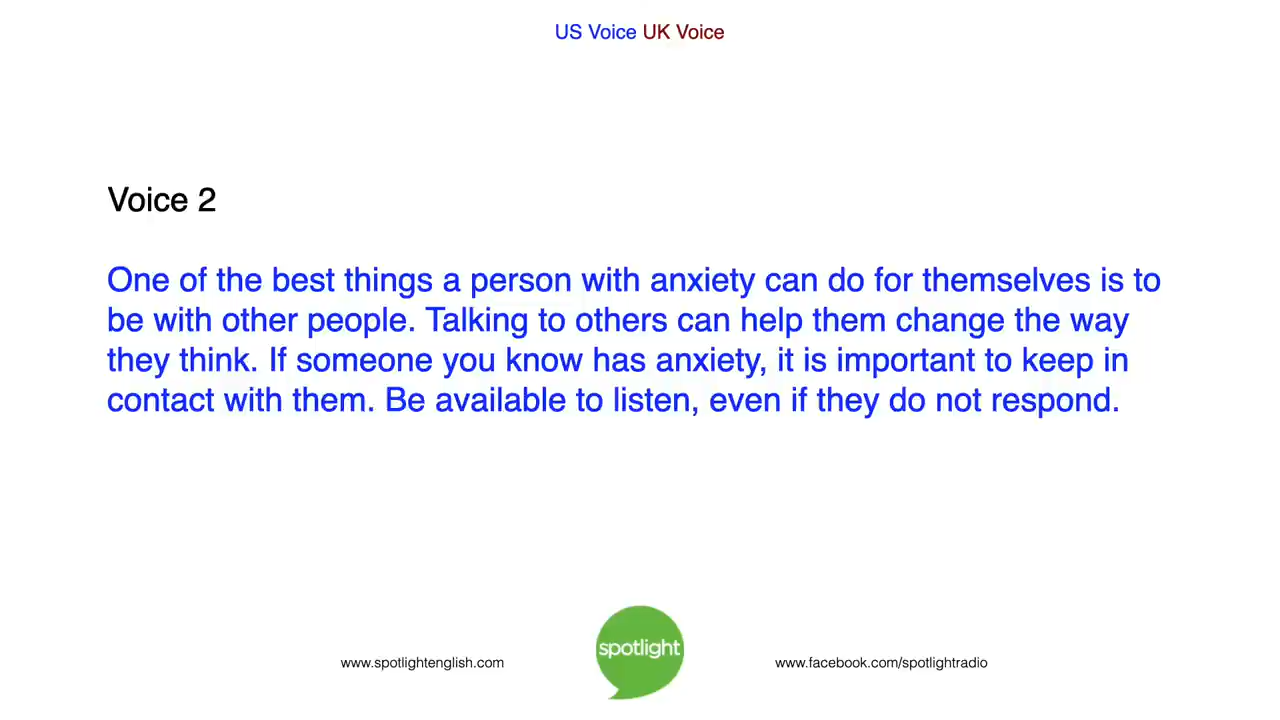 US Voice UK Voice
Voice 2
One of the best things a person with anxiety can do for themselves is to
be with other people. Talking to others can help them change the way
they think. If someone you know has anxiety, it is important to keep in
contact with them. Be available to listen, even if they do not respond.
spotlight
www.spotlightenglish.com
www.facebook.com/spotlightradio